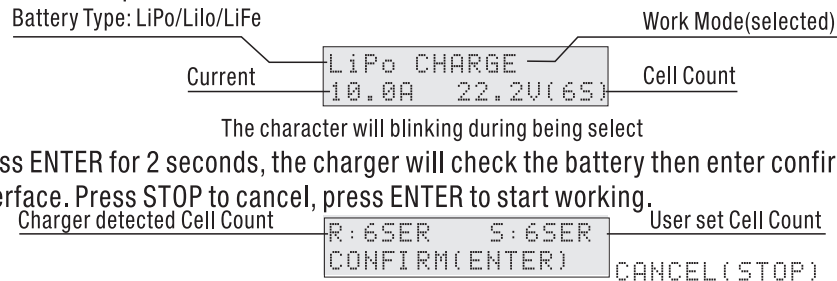 Battery Type: LiPo/Lilo/LiFe Work Mode(selected)
LiPo CHARGE
Current Cell Count
10.0A 22.2V(6S)
The character will blinking during being select
ss ENTER for 2 seconds, the charger will check the battery then enter confir
erface. Press STOP to cancel, press ENTER to start working.
Charger detected Cell Count R:6SER S:6SER User set Cell Count
CONFIRM(ENTER) CANCEL(STOP)